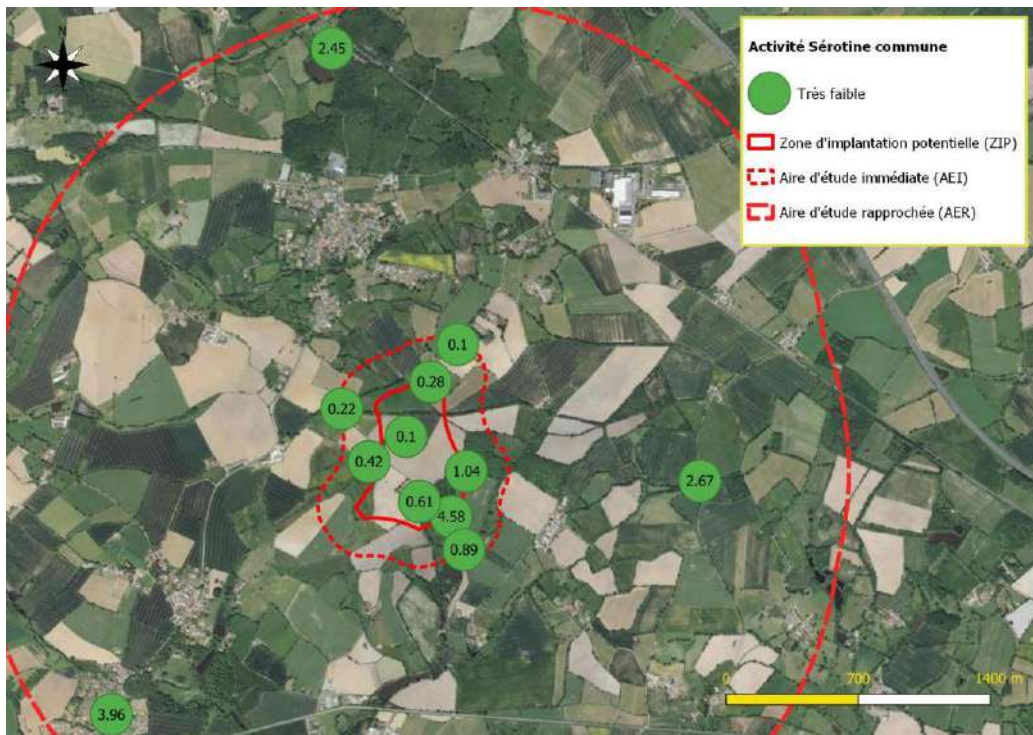 N
2.45
Activité Sérotine commune
Très faible
Zone d'implantation potentielle (ZIP)
Aire d'étude immédiate (AEI)
Aire d'étude rapprochée (AER)
0.1
0.28
0.22
0.1
0.42
1.04
2.67
0.61
4.58
0.89
3.96
0 700 1400 m